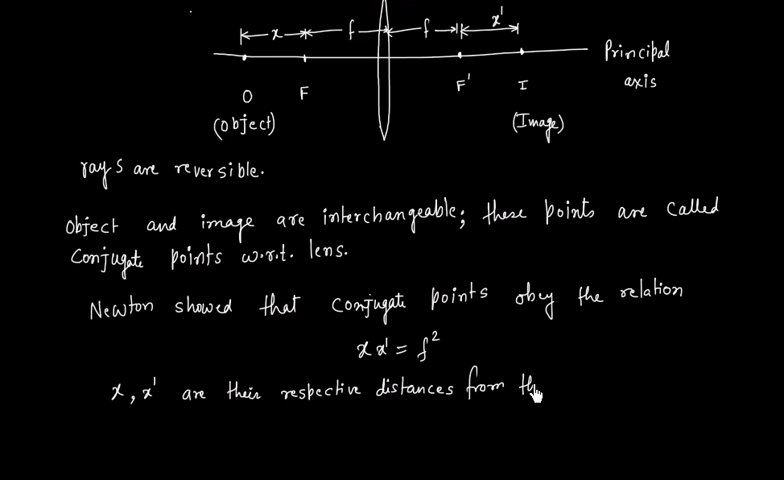 x f f x'
Principal
axis
O F F' I
(object) (Image)
rays are reversible.
Object and image are interchangeable; these points are called
Conjugate points w.r.t. lens.
Newton showed that conjugate points obey the relation
x x' = f²
x, x' are their respective distances from th